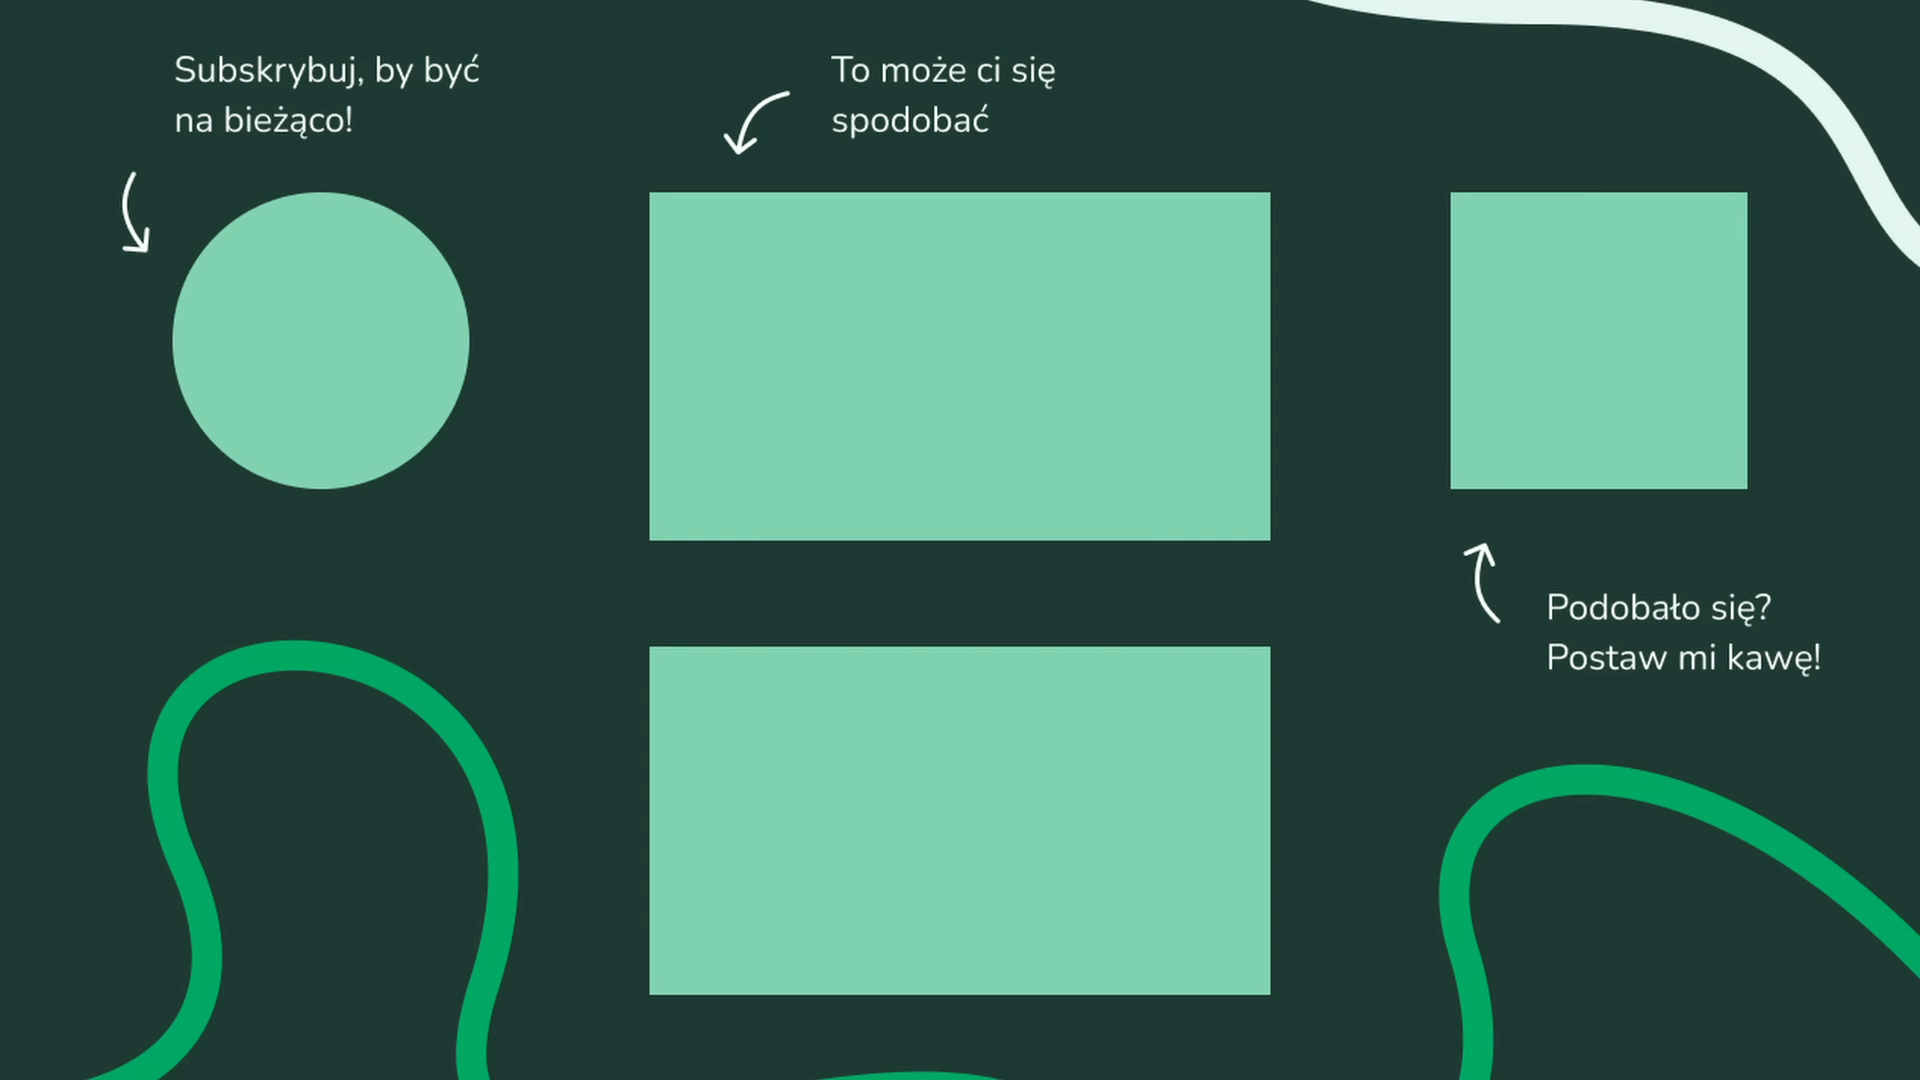 Subskrybuj, by być
na bieżąco!
To może ci się
spodobać
Podobało się?
Postaw mi kawę!